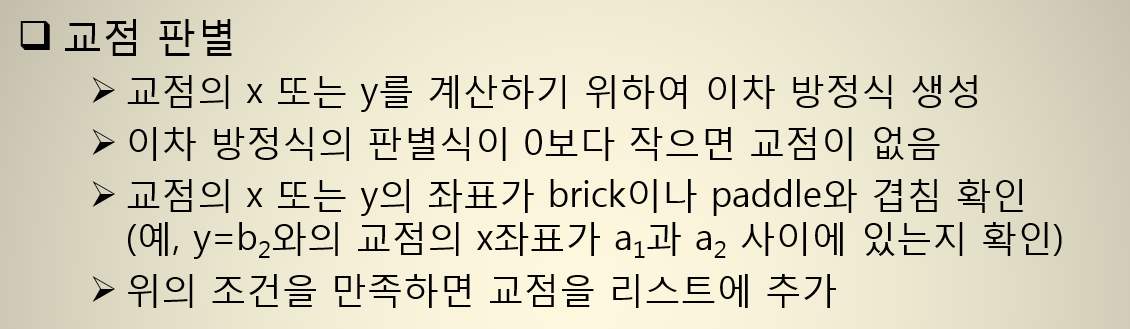 ❑ 교점 판별
➢ 교점의 x 또는 y를 계산하기 위하여 이차 방정식 생성
➢ 이차 방정식의 판별식이 0보다 작으면 교점이 없음
➢ 교점의 x 또는 y의 좌표가 brick이나 paddle와 겹침 확인
(예, y=b₂와의 교점의 x좌표가 a₁과 a₂ 사이에 있는지 확인)
➢ 위의 조건을 만족하면 교점을 리스트에 추가